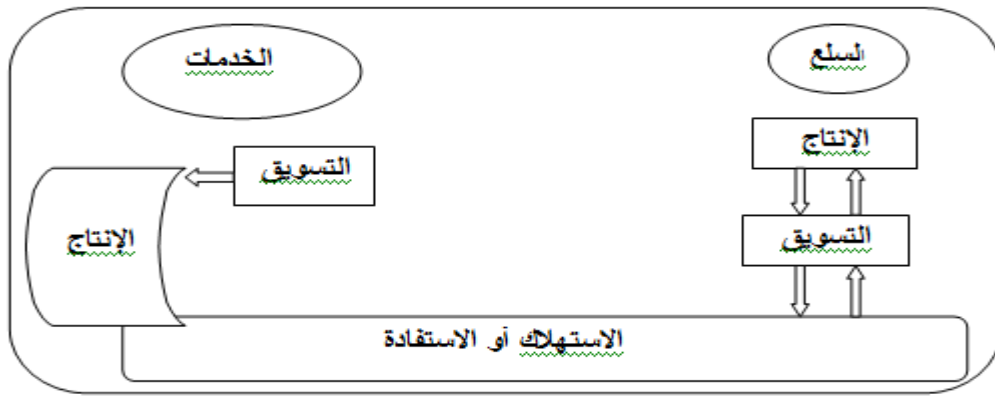 السلع
الخدمات
الإنتاج
التسويق
التسويق
الإنتاج
الاستهلاك أو الاستفادة